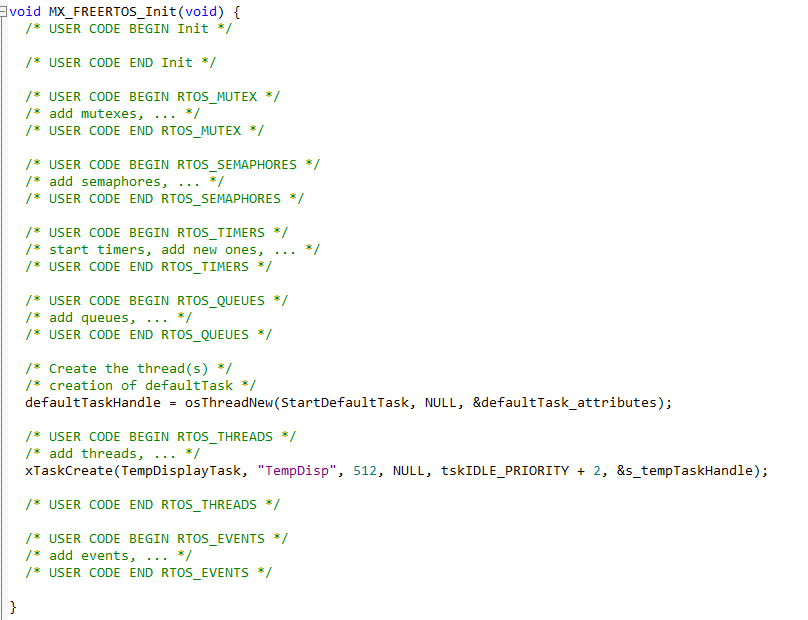 void MX_FREERTOS_Init(void) {
/* USER CODE BEGIN Init */
/* USER CODE END Init */
/* USER CODE BEGIN RTOS_MUTEX */
/* add mutexes, ... */
/* USER CODE END RTOS_MUTEX */
/* USER CODE BEGIN RTOS_SEMAPHORES */
/* add semaphores, ... */
/* USER CODE END RTOS_SEMAPHORES */
/* USER CODE BEGIN RTOS_TIMERS */
/* start timers, add new ones, ... */
/* USER CODE END RTOS_TIMERS */
/* USER CODE BEGIN RTOS_QUEUES */
/* add queues, ... */
/* USER CODE END RTOS_QUEUES */
/* Create the thread(s) */
/* creation of defaultTask */
defaultTaskHandle = osThreadNew(StartDefaultTask, NULL, &defaultTask_attributes);
/* USER CODE BEGIN RTOS_THREADS */
/* add threads, ... */
xTaskCreate(TempDisplayTask, "TempDisp", 512, NULL, tskIDLE_PRIORITY + 2, &s_tempTaskHandle);
/* USER CODE END RTOS_THREADS */
/* USER CODE BEGIN RTOS_EVENTS */
/* add events, ... */
/* USER CODE END RTOS_EVENTS */
}